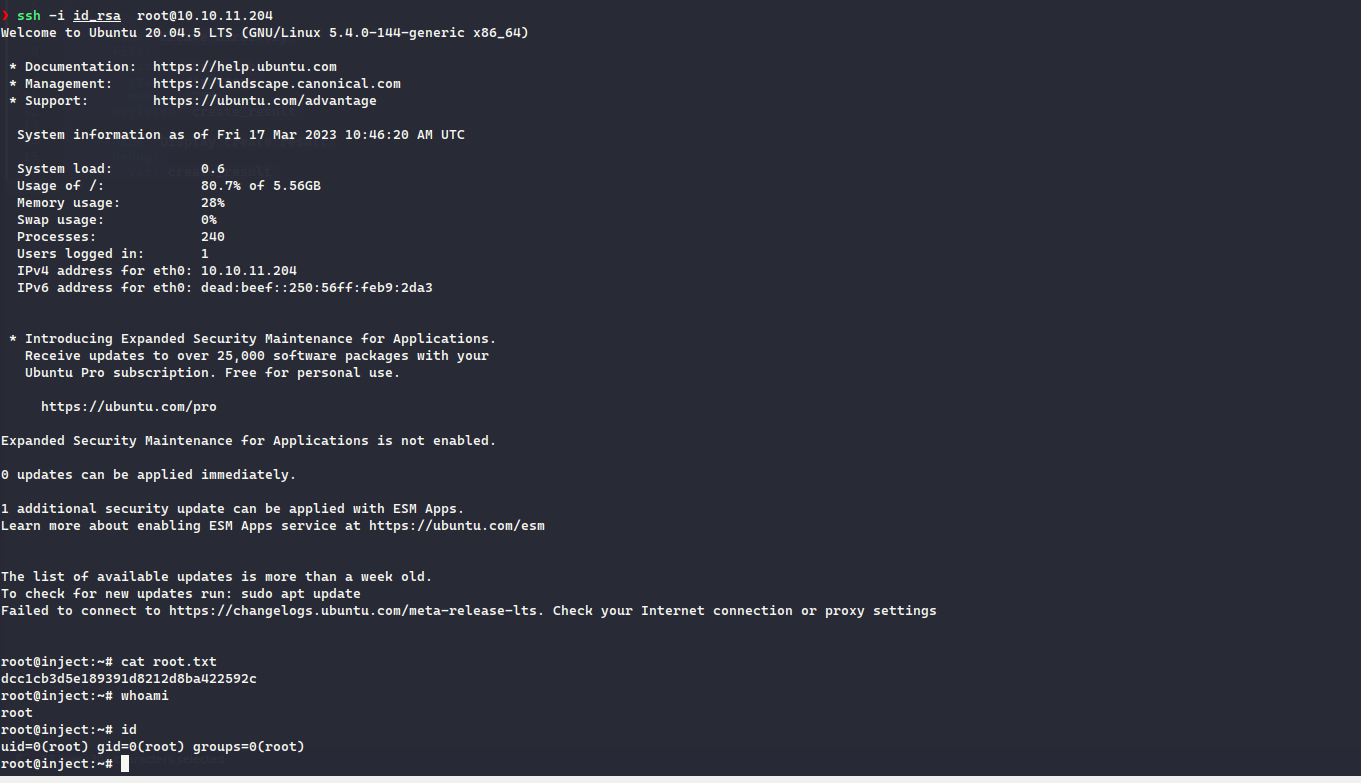 ❯ ssh -i id_rsa  root@10.10.11.204
Welcome to Ubuntu 20.04.5 LTS (GNU/Linux 5.4.0-144-generic x86_64)
* Documentation:  https://help.ubuntu.com
* Management:     https://landscape.canonical.com
* Support:        https://ubuntu.com/advantage
System information as of Fri 17 Mar 2023 10:46:20 AM UTC
System load:           0.6
Usage of /:            80.7% of 5.56GB
Memory usage:          28%
Swap usage:            0%
Processes:             240
Users logged in:       1
IPv4 address for eth0: 10.10.11.204
IPv6 address for eth0: dead:beef::250:56ff:feb9:2da3
* Introducing Expanded Security Maintenance for Applications.
Receive updates to over 25,000 software packages with your
Ubuntu Pro subscription. Free for personal use.
https://ubuntu.com/pro
Expanded Security Maintenance for Applications is not enabled.
0 updates can be applied immediately.
1 additional security update can be applied with ESM Apps.
Learn more about enabling ESM Apps service at https://ubuntu.com/esm
The list of available updates is more than a week old.
To check for new updates run: sudo apt update
Failed to connect to https://changelogs.ubuntu.com/meta-release-lts. Check your Internet connection or proxy settings
root@inject:~# cat root.txt
dcc1cb3d5e189391d8212d8ba422592c
root@inject:~# whoami
root
root@inject:~# id
uid=0(root) gid=0(root) groups=0(root)
root@inject:~#